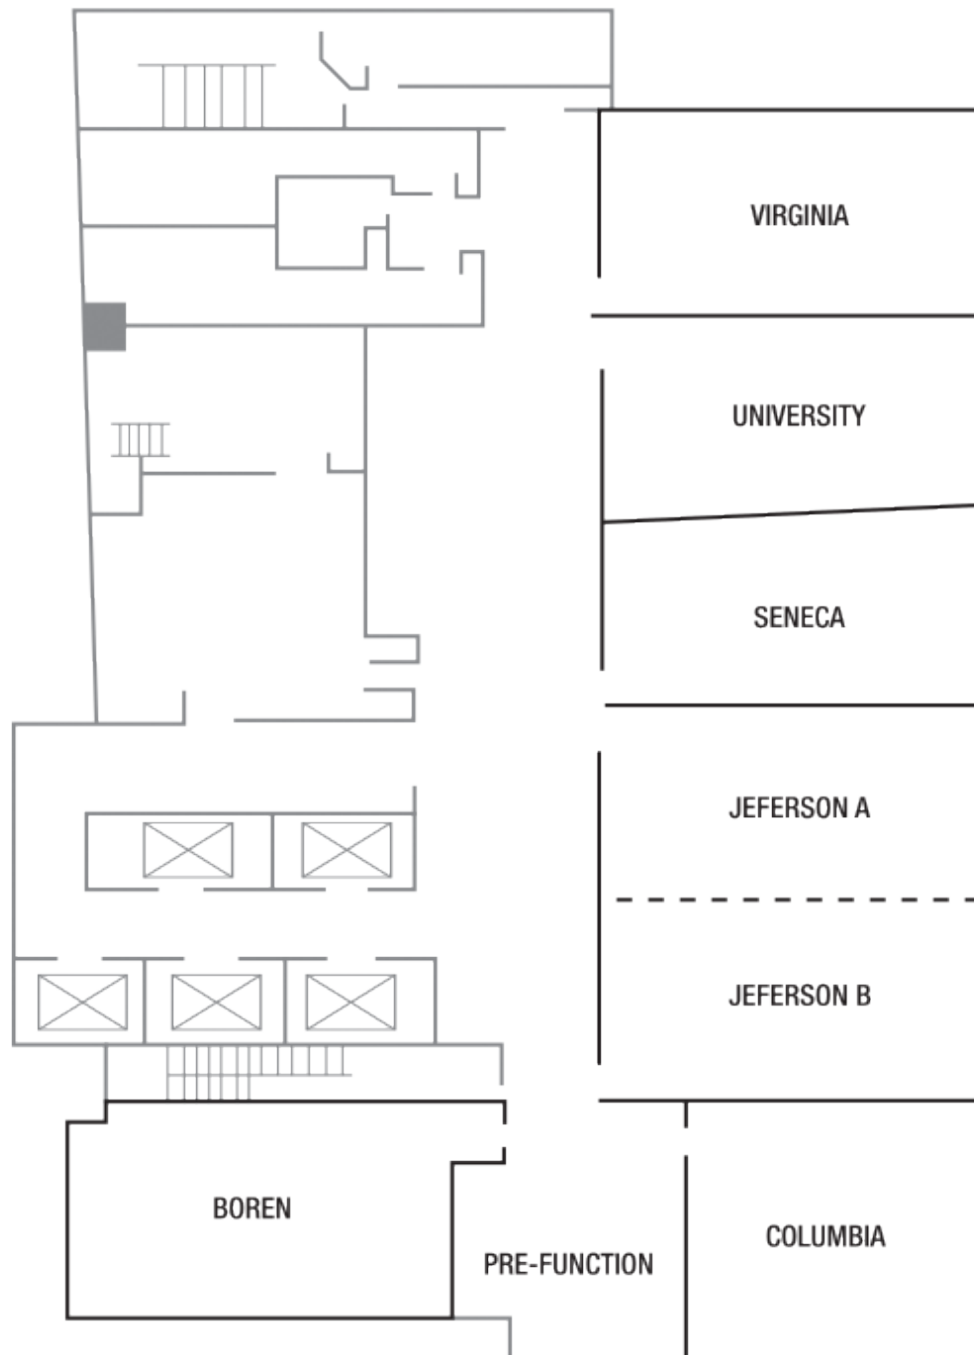 VIRGINIA
UNIVERSITY
SENECA
JEFERSON A
JEFERSON B
BOREN
PRE-FUNCTION
COLUMBIA